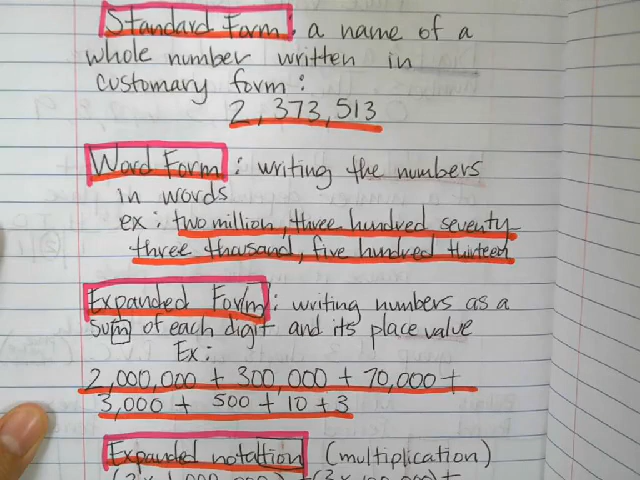 Standard Form: a name of a
whole number written in
customary form:
2,373,513
Word Form: writing the numbers
in words
ex: two million, three hundred seventy
three thousand, five hundred thirteen
Expanded Form: writing numbers as a
sum of each digit and its place value
Ex:
2,000,000 + 300,000 + 70,000 +
3,000 + 500 + 10 + 3
Expanded notation (multiplication)